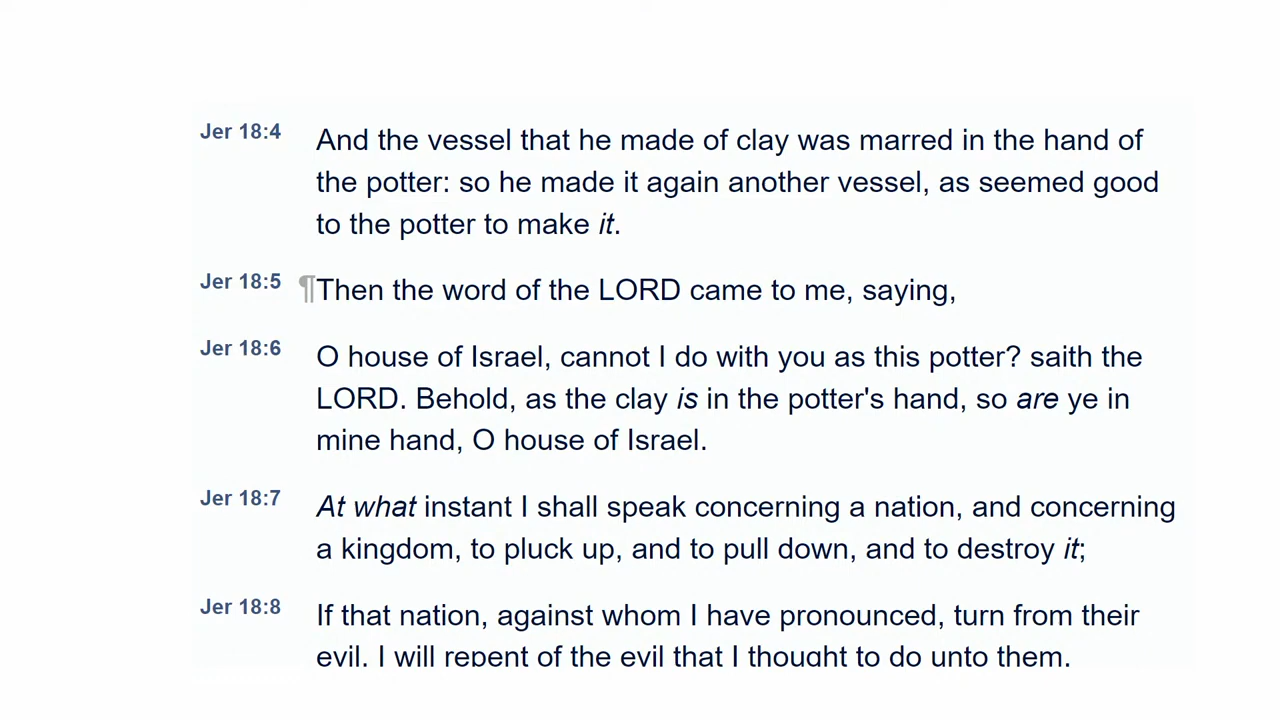 Jer 18:4 And the vessel that he made of clay was marred in the hand of
the potter: so he made it again another vessel, as seemed good
to the potter to make it.
Jer 18:5 ¶Then the word of the LORD came to me, saying,
Jer 18:6 O house of Israel, cannot I do with you as this potter? saith the
LORD. Behold, as the clay is in the potter's hand, so are ye in
mine hand, O house of Israel.
Jer 18:7 At what instant I shall speak concerning a nation, and concerning
a kingdom, to pluck up, and to pull down, and to destroy it;
Jer 18:8 If that nation, against whom I have pronounced, turn from their
evil, I will repent of the evil that I thought to do unto them.